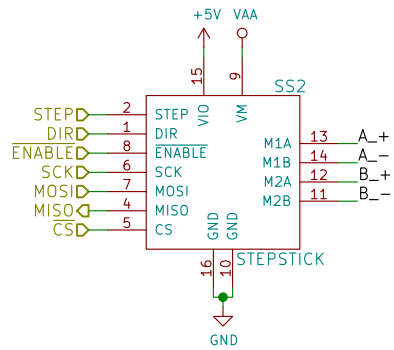 +5V VAA
15 9
SS2
VIO VM
STEP 2 STEP
DIR 1 DIR
M1A 13 A_+
ENABLE 8 ENABLE
M1B 14 A_-
SCK 6 SCK
M2A 12 B_+
MOSI 7 MOSI
M2B 11 B_-
MISO 4 MISO
CS 5 CS
GND GND
STEPSTICK
16 10
GND